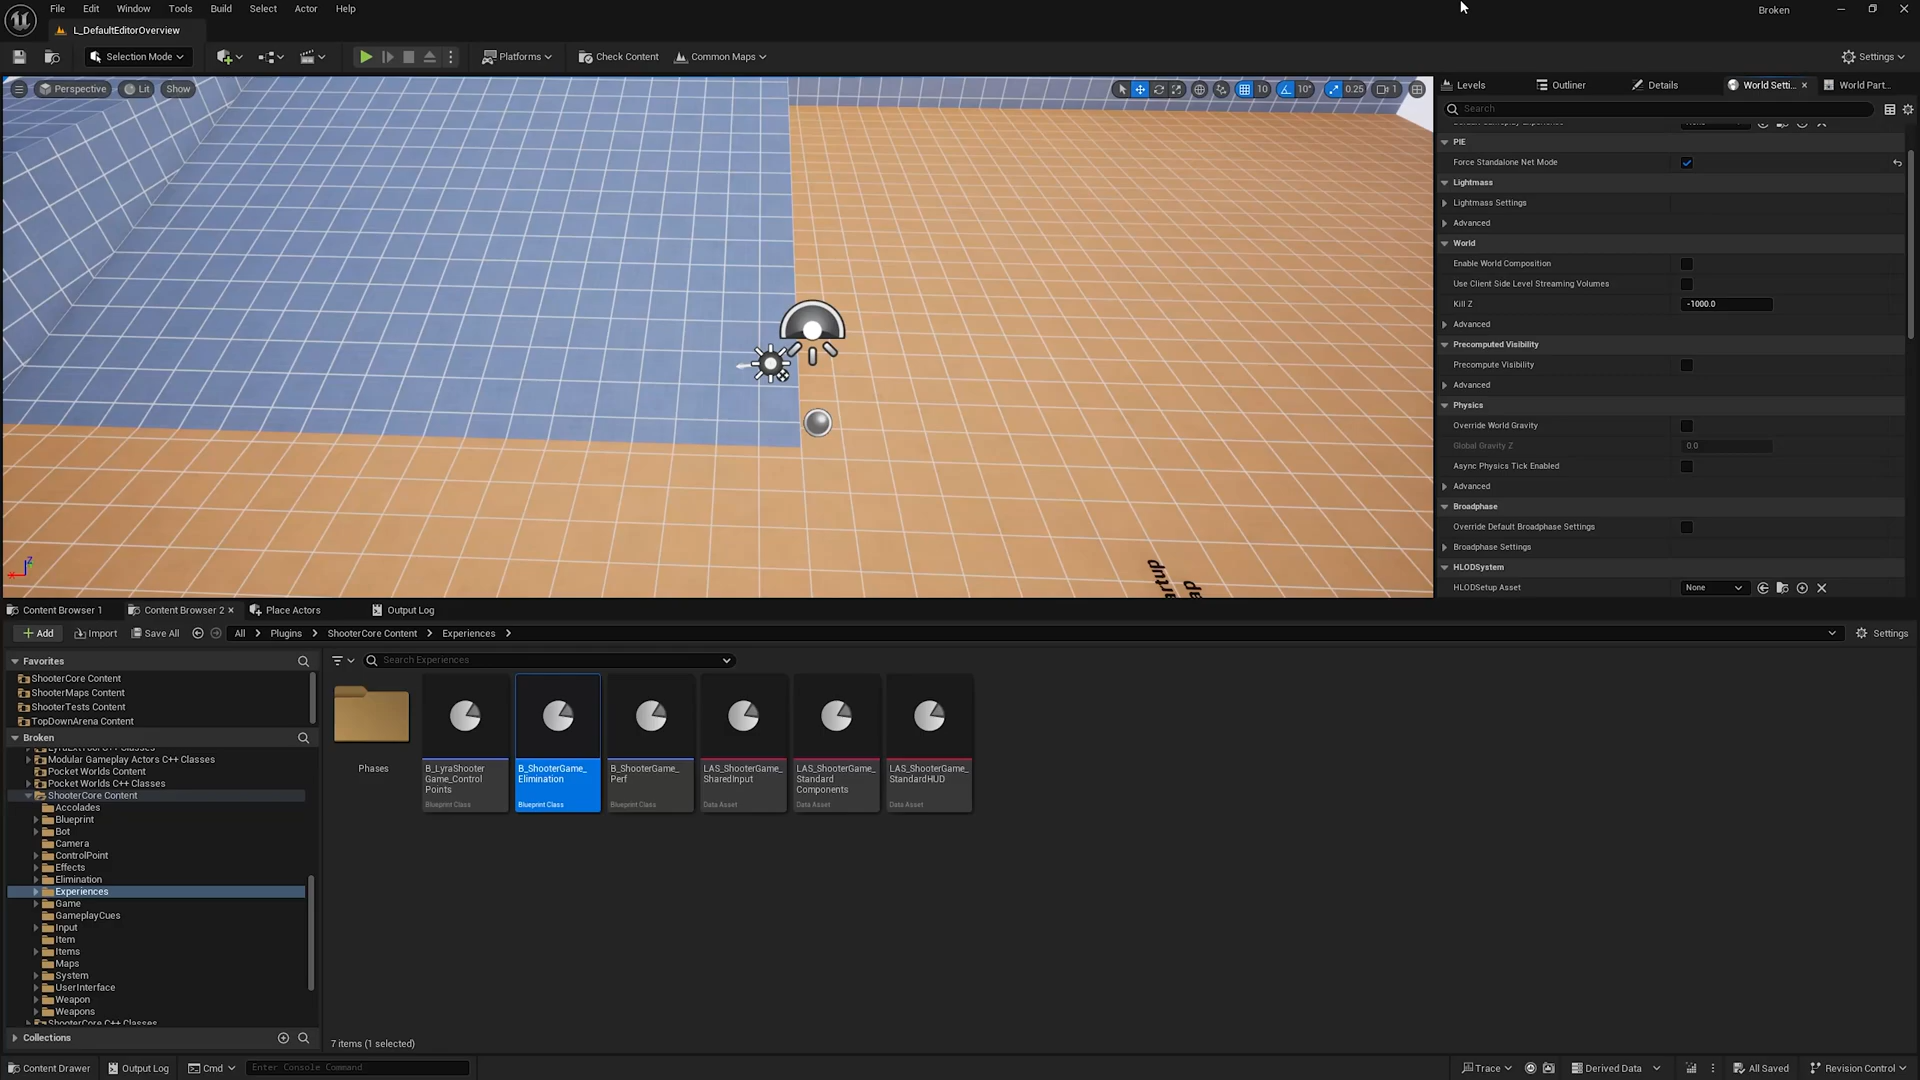 File Edit Window Tools Build Select Actor Help
Broken
L_DefaultEditorOverview
Selection Mode
Platforms
Check Content
Common Maps
Settings
Perspective
Lit
Show
10
10°
0.25
1
Levels
Outliner
Details
World Setti...
World Part...
Search
PIE
Force Standalone Net Mode
Lightmass
Lightmass Settings
Advanced
World
Enable World Composition
Use Client Side Level Streaming Volumes
Kill Z
-1000.0
Advanced
Precomputed Visibility
Precompute Visibility
Advanced
Physics
Override World Gravity
Global Gravity Z
0.0
Async Physics Tick Enabled
Advanced
Broadphase
Override Default Broadphase Settings
Broadphase Settings
HLODSystem
HLODSetup Asset
None
Content Browser 1
Content Browser 2
Place Actors
Output Log
Add
Import
Save All
All > Plugins > ShooterCore Content > Experiences >
Settings
Favorites
ShooterCore Content
ShooterMaps Content
ShooterTests Content
TopDownArena Content
Broken
Modular Gameplay Actors C++ Classes
Pocket Worlds Content
Pocket Worlds C++ Classes
ShooterCore Content
Accolades
Blueprint
Bot
Camera
ControlPoint
Effects
Elimination
Experiences
Game
GameplayCues
Input
Item
Items
Maps
System
UserInterface
Weapon
Weapons
ShooterCore C++ Classes
Collections
Search Experiences
Phases
B_LyraShooter
Game_Control
Points
Blueprint Class
B_ShooterGame_
Elimination
Blueprint Class
B_ShooterGame_
Perf
Blueprint Class
LAS_ShooterGame_
SharedInput
Data Asset
LAS_ShooterGame_
Standard
Components
Data Asset
LAS_ShooterGame_
StandardHUD
Data Asset
7 items (1 selected)
Content Drawer
Output Log
Cmd
Enter Console Command
Trace
Derived Data
All Saved
Revision Control